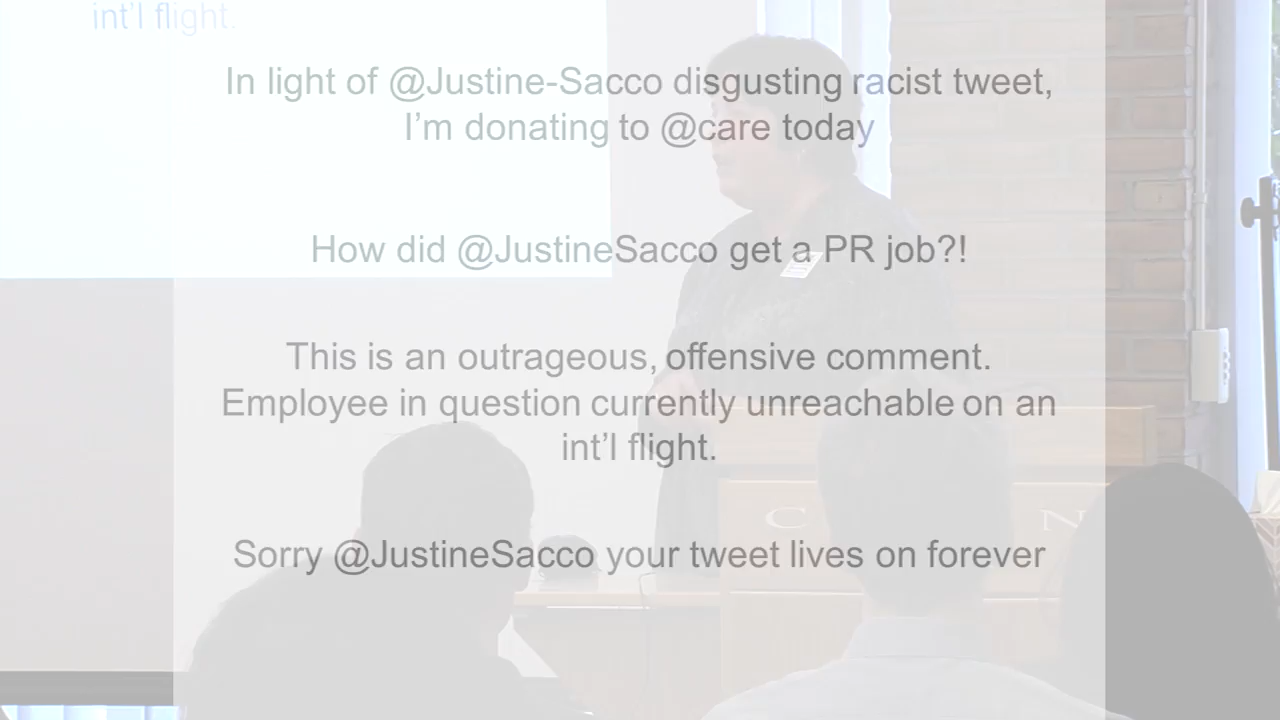 int'l flight.
In light of @Justine-Sacco disgusting racist tweet,
I'm donating to @care today
How did @JustineSacco get a PR job?!
This is an outrageous, offensive comment.
Employee in question currently unreachable on an
int'l flight.
C N
Sorry @JustineSacco your tweet lives on forever